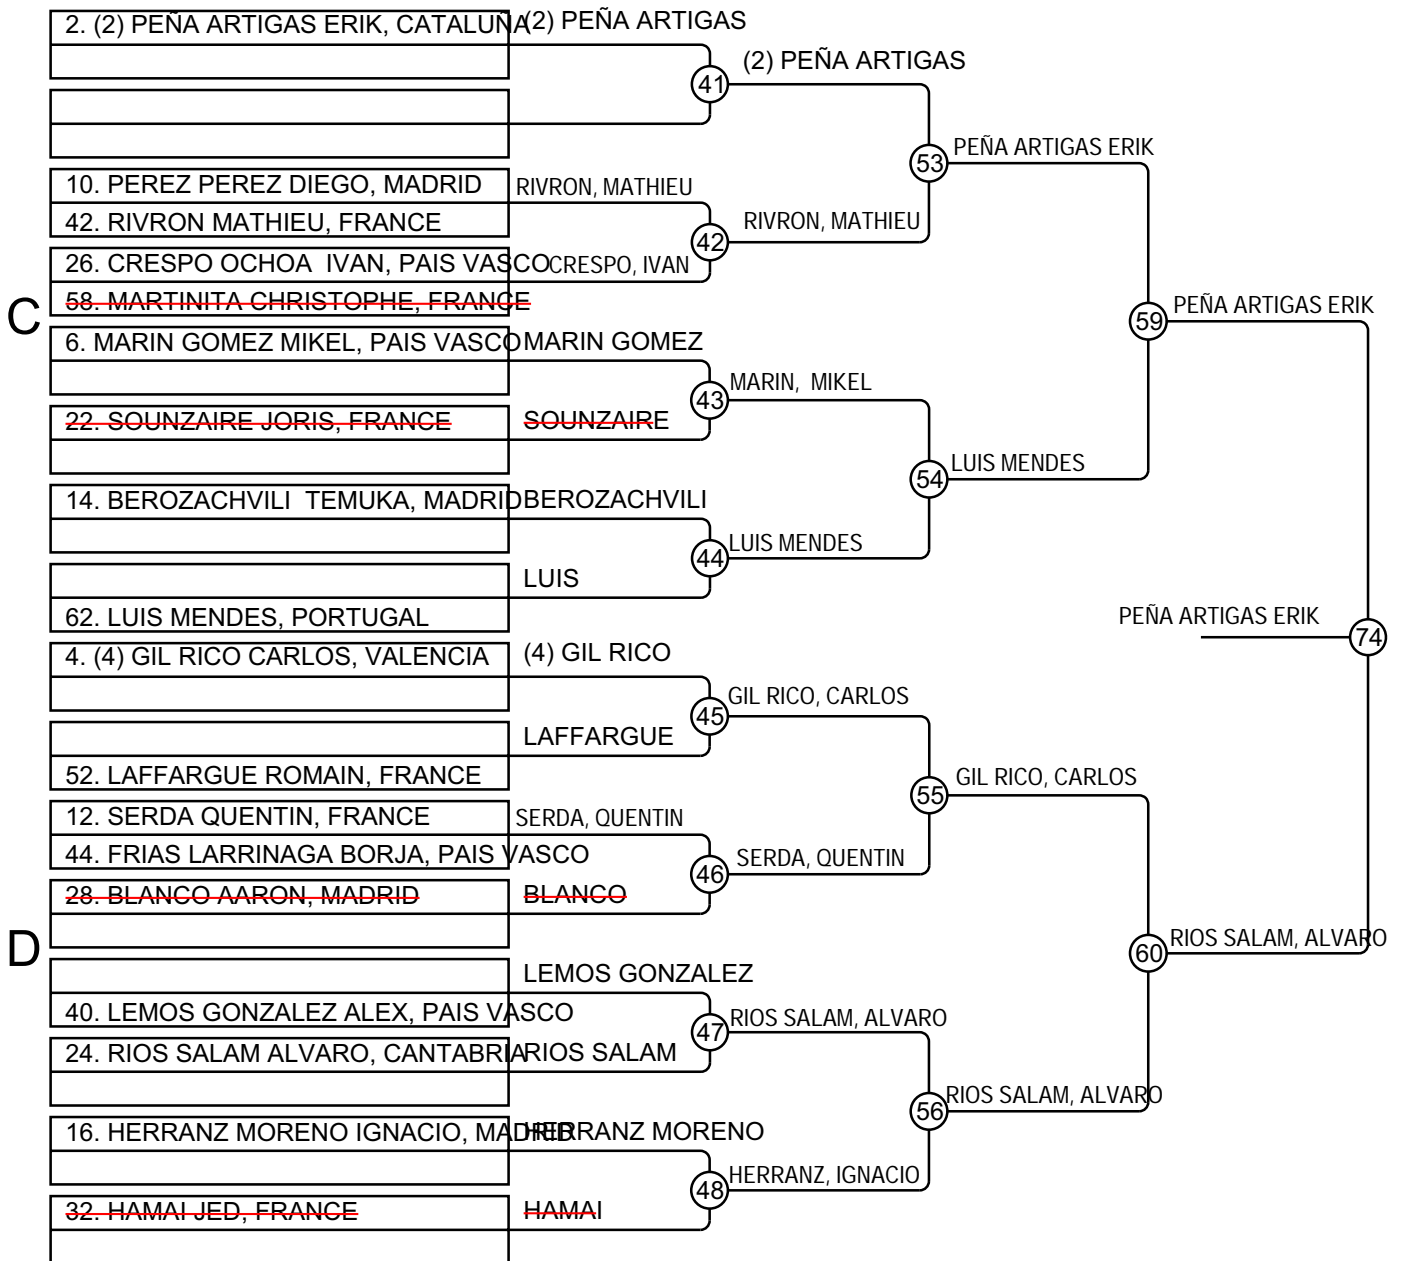 2. (2) PEÑA ARTIGAS ERIK, CATALUÑA
(2) PEÑA ARTIGAS
41
(2) PEÑA ARTIGAS
53
PEÑA ARTIGAS ERIK
10. PEREZ PEREZ DIEGO, MADRID
RIVRON, MATHIEU
42. RIVRON MATHIEU, FRANCE
42
RIVRON, MATHIEU
26. CRESPO OCHOA  IVAN, PAIS VASCO
CRESPO, IVAN
58. MARTINITA CHRISTOPHE, FRANCE
C
59
PEÑA ARTIGAS ERIK
6. MARIN GOMEZ MIKEL, PAIS VASCO
MARIN GOMEZ
43
MARIN,  MIKEL
22. SOUNZAIRE JORIS, FRANCE
SOUNZAIRE
54
LUIS MENDES
14. BEROZACHVILI  TEMUKA, MADRID
BEROZACHVILI
44
LUIS MENDES
LUIS
62. LUIS MENDES, PORTUGAL
PEÑA ARTIGAS ERIK
74
4. (4) GIL RICO CARLOS, VALENCIA
(4) GIL RICO
45
GIL RICO, CARLOS
LAFFARGUE
52. LAFFARGUE ROMAIN, FRANCE
55
GIL RICO, CARLOS
12. SERDA QUENTIN, FRANCE
SERDA, QUENTIN
44. FRIAS LARRINAGA BORJA, PAIS VASCO
46
SERDA, QUENTIN
28. BLANCO AARON, MADRID
BLANCO
D
60
RIOS SALAM, ALVARO
LEMOS GONZALEZ
40. LEMOS GONZALEZ ALEX, PAIS VASCO
47
RIOS SALAM, ALVARO
24. RIOS SALAM ALVARO, CANTABRIA
RIOS SALAM
56
RIOS SALAM, ALVARO
16. HERRANZ MORENO IGNACIO, MADRID
HERRANZ MORENO
48
HERRANZ, IGNACIO
32. HAMAI JED, FRANCE
HAMAI